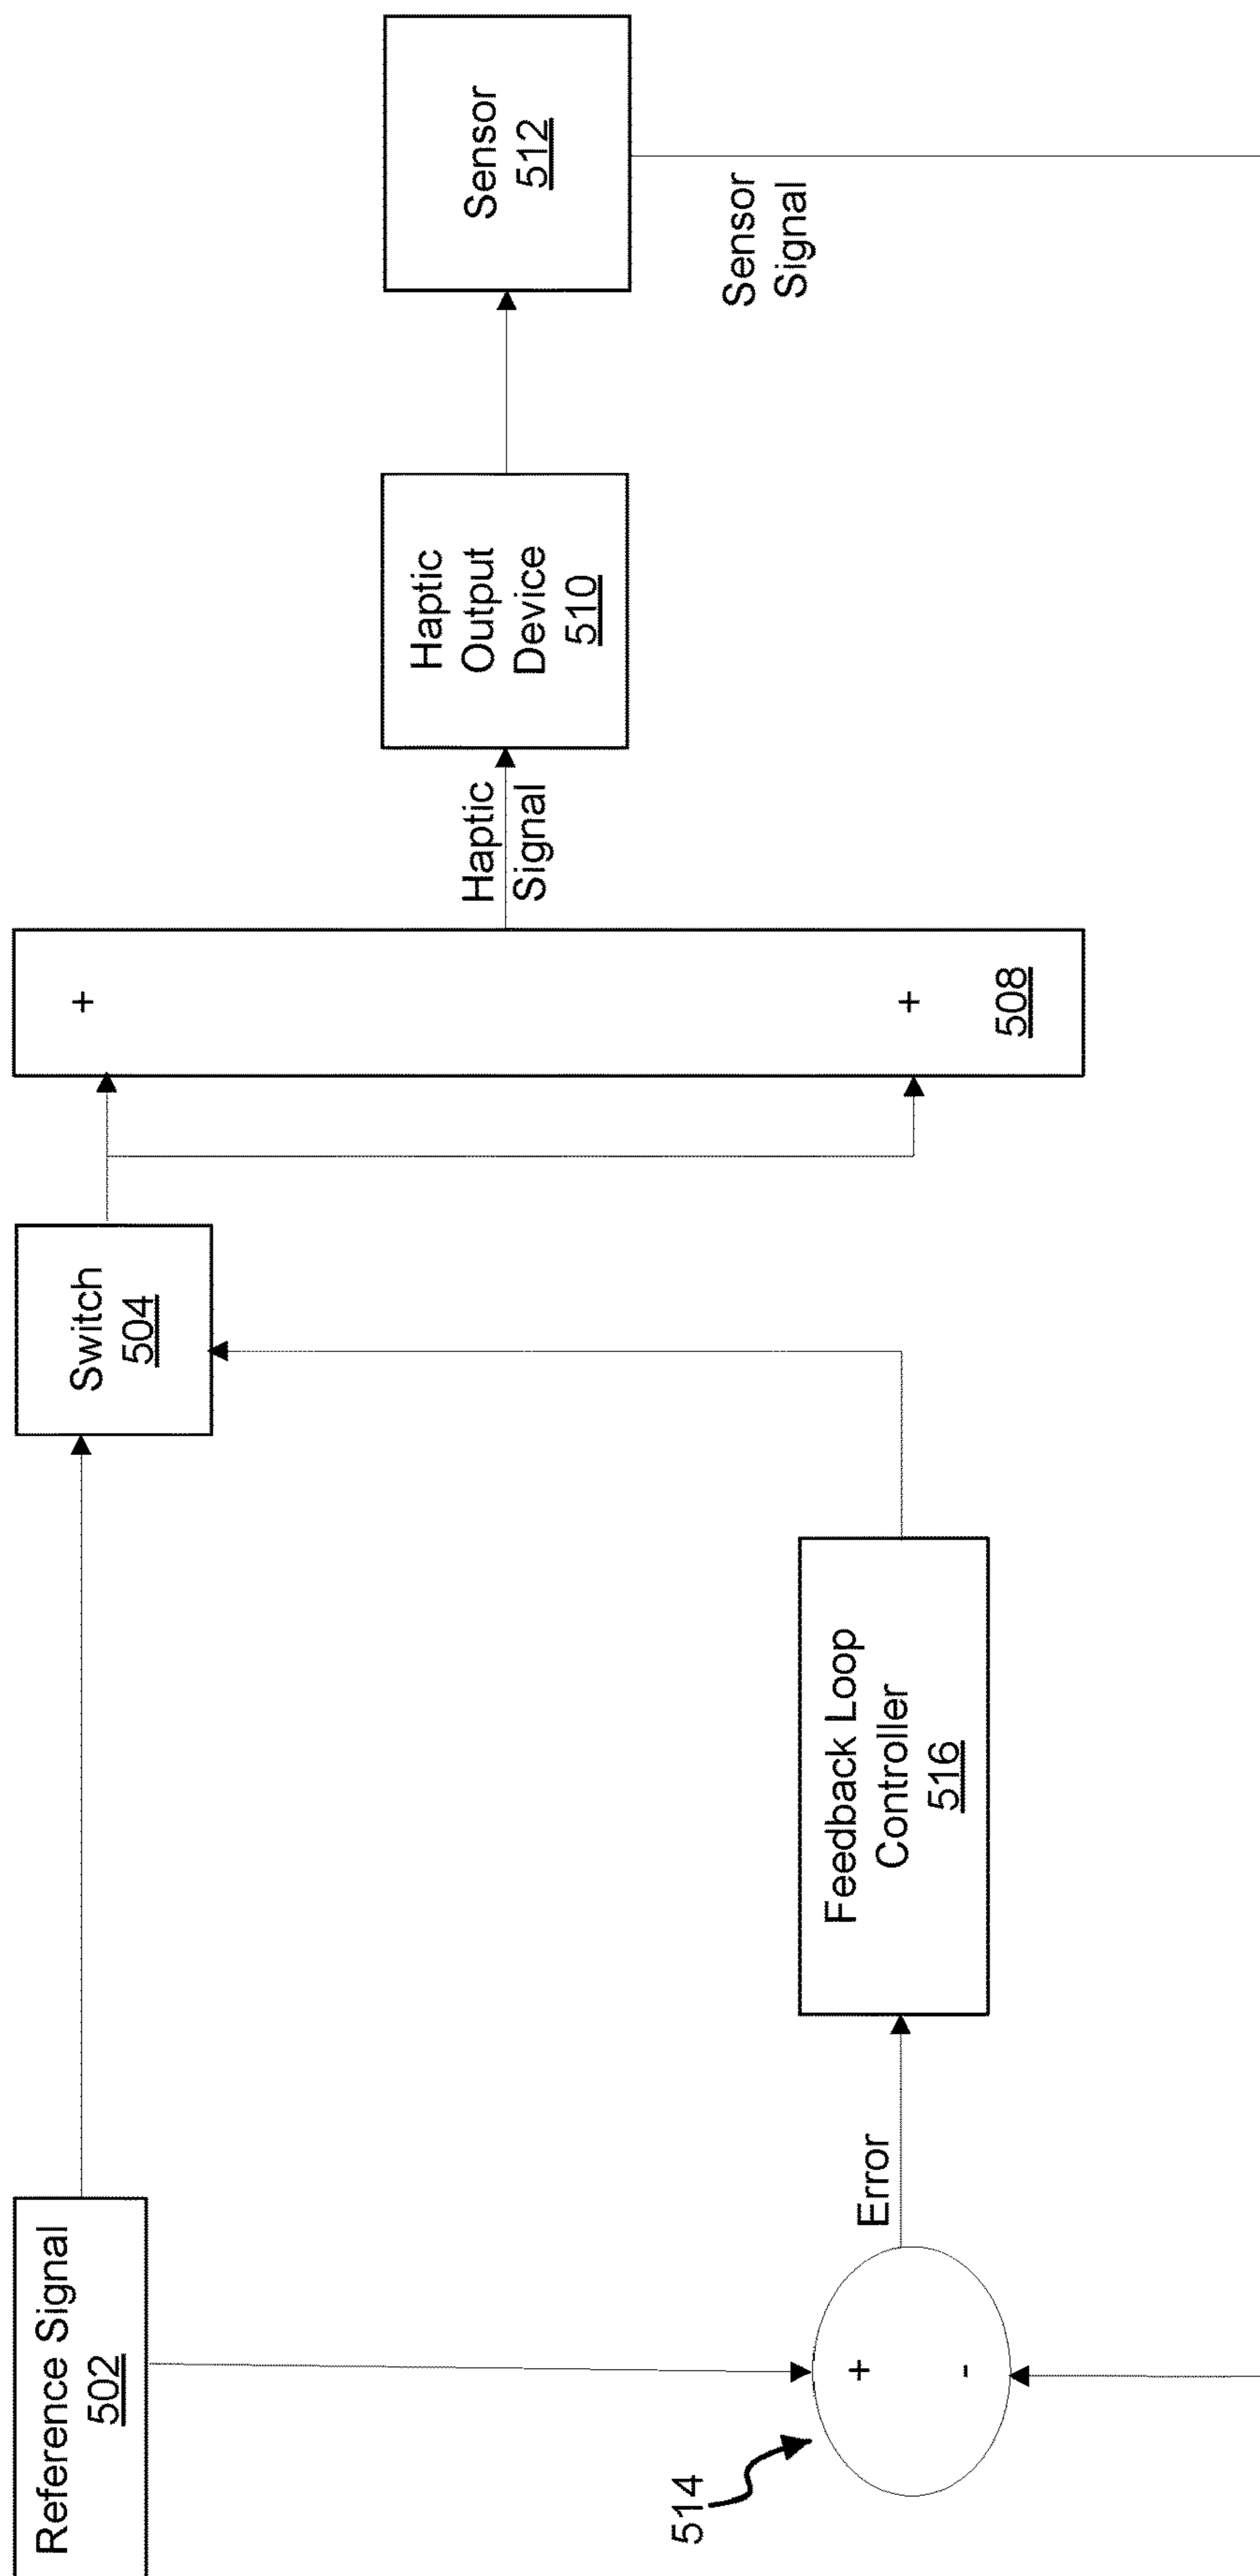 Reference Signal
502
Switch
504
+
+
508
Haptic
Signal
Haptic
Output
Device
510
Sensor
512
Sensor
Signal
514
+
-
Error
Feedback Loop
Controller
516